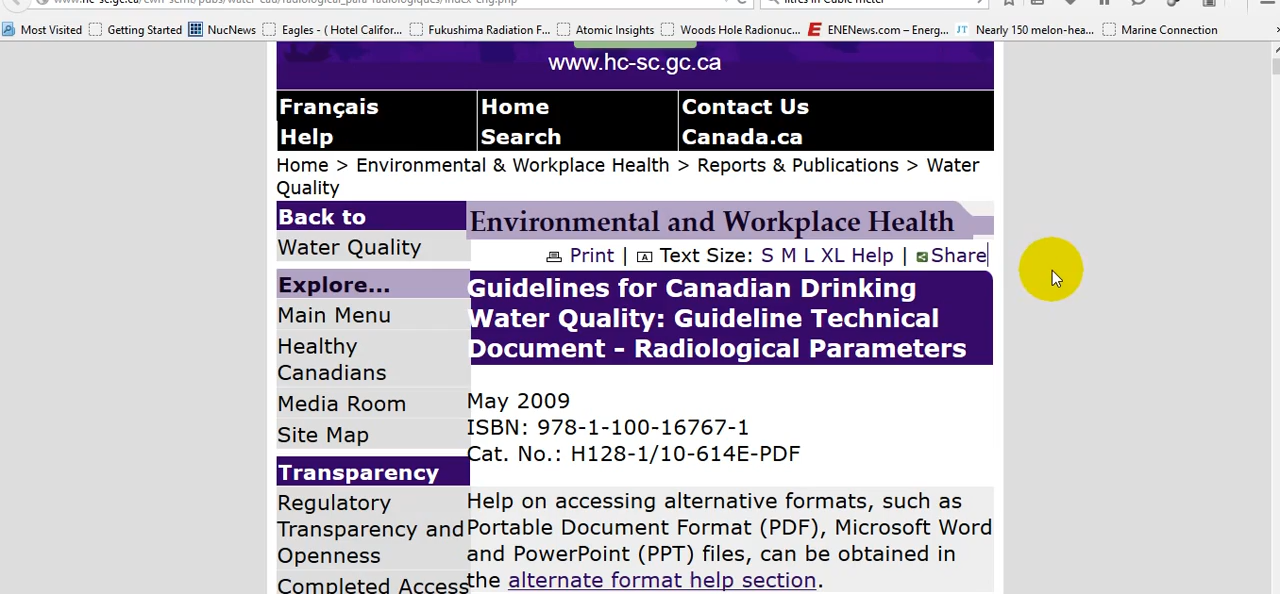 Most Visited Getting Started NucNews Eagles - ( Hotel Califor... Fukushima Radiation F... Atomic Insights Woods Hole Radionuc... ENENews.com – Energ... Nearly 150 melon-hea... Marine Connection
www.hc-sc.gc.ca
Français Home Contact Us
Help Search Canada.ca
Home > Environmental & Workplace Health > Reports & Publications > Water
Quality
Back to
Water Quality
Explore...
Main Menu
Healthy
Canadians
Media Room
Site Map
Transparency
Regulatory
Transparency and
Openness
Completed Access
Environmental and Workplace Health
Print | A Text Size: S M L XL Help | Share
Guidelines for Canadian Drinking
Water Quality: Guideline Technical
Document - Radiological Parameters
May 2009
ISBN: 978-1-100-16767-1
Cat. No.: H128-1/10-614E-PDF
Help on accessing alternative formats, such as
Portable Document Format (PDF), Microsoft Word
and PowerPoint (PPT) files, can be obtained in
the alternate format help section.